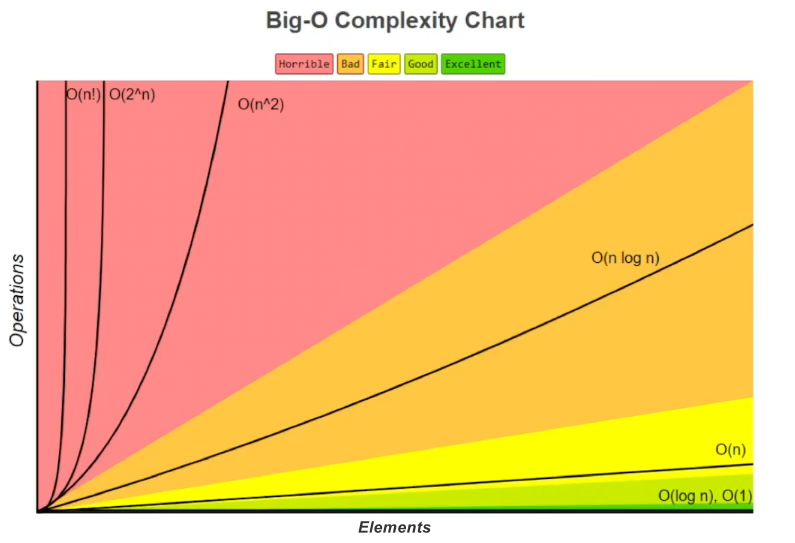 Big-O Complexity Chart
Horrible Bad Fair Good Excellent
O(n!) O(2^n)
O(n^2)
O(n log n)
O(n)
O(log n), O(1)
Operations
Elements